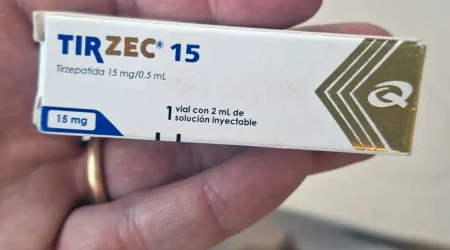 TIRZEC® 15
Tirzepatida 15 mg/0,5 mL
1 vial con 2 mL de
solución inyectable
15 mg